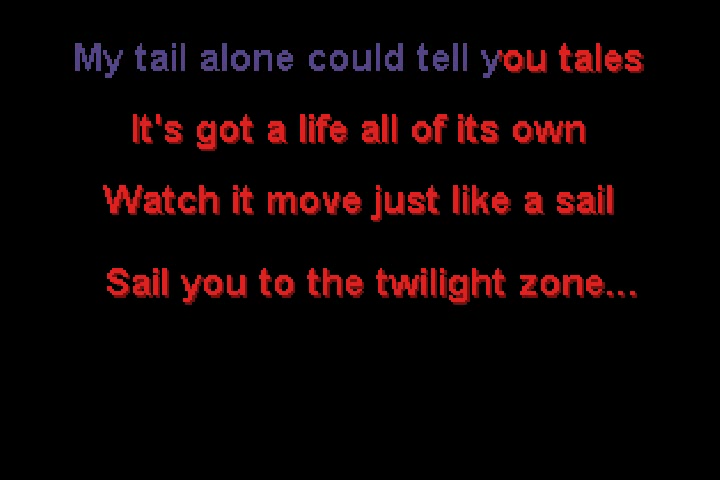 My tail alone could tell you tales
It's got a life all of its own
Watch it move just like a sail
Sail you to the twilight zone...